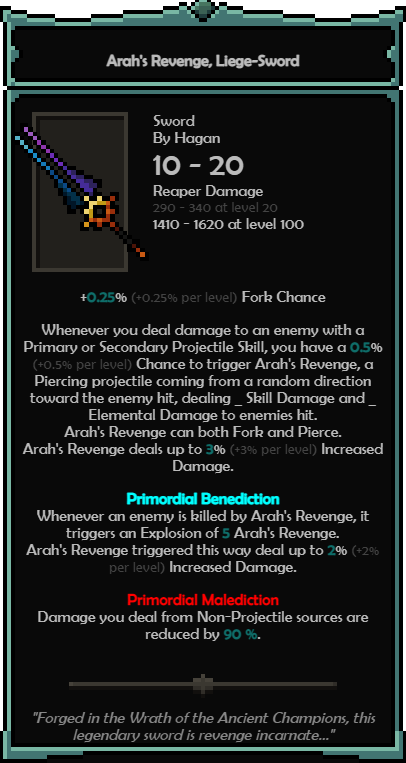 Arah's Revenge, Liege-Sword
Sword
By Hagan
10 - 20
Reaper Damage
290 - 340 at level 20
1410 - 1620 at level 100
+0.25% (+0.25% per level) Fork Chance
Whenever you deal damage to an enemy with a
Primary or Secondary Projectile Skill, you have a 0.5%
(+0.5% per level) Chance to trigger Arah's Revenge, a
Piercing projectile coming from a random direction
toward the enemy hit, dealing _ Skill Damage and _
Elemental Damage to enemies hit.
Arah's Revenge can both Fork and Pierce.
Arah's Revenge deals up to 3% (+3% per level) Increased
Damage.
Primordial Benediction
Whenever an enemy is killed by Arah's Revenge, it
triggers an Explosion of 5 Arah's Revenge.
Arah's Revenge triggered this way deal up to 2% (+2%
per level) Increased Damage.
Primordial Malediction
Damage you deal from Non-Projectile sources are
reduced by 90 %.
"Forged in the Wrath of the Ancient Champions, this
legendary sword is revenge incarnate..."